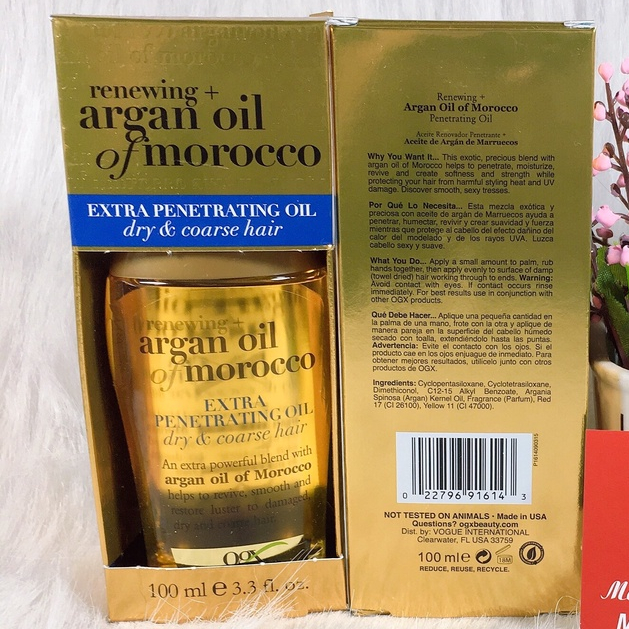 renewing +
argan oil
of morocco
EXTRA PENETRATING OIL
dry & coarse hair
renewing +
argan oil
of morocco
EXTRA
PENETRATING OIL
dry & coarse hair
An extra powerful blend with
argan oil of Morocco
helps to revive, smooth and
restore luster to damaged,
dry and coarse hair.
ogx
100 ml e 3.3 fl. oz.
Renewing +
Argan Oil of Morocco
Penetrating Oil
Aceite Renovador Penetrante +
Aceite de Argán de Marruecos
Why You Want It... This exotic, precious blend with
argan oil of Morocco helps to penetrate, moisturize,
revive and create softness and strength while
protecting your hair from harmful styling heat and UV
damage. Discover smooth, sexy tresses.
Por Qué Lo Necesita... Esta mezcla exótica y
preciosa con aceite de argán de Marruecos ayuda a
penetrar, humectar, revivir y crear suavidad y fuerza
mientras que protege al cabello del efecto dañino del
calor del modelado y de los rayos UVA. Luzca
cabello sexy y suave.
What You Do... Apply a small amount to palm, rub
hands together, then apply evenly to surface of damp
(towel dried) hair working through to ends. Warning:
Avoid contact with eyes. If contact occurs rinse
immediately. For best results use in conjunction with
other OGX products.
Qué Debe Hacer... Aplique una pequeña cantidad en
la palma de una mano, frote con la otra y aplique de
manera pareja en la superficie del cabello húmedo
secado con toalla, extendiéndolo hasta las puntas.
Advertencia: Evite el contacto con los ojos. Si el
producto cae en los ojos enjuague de inmediato. Para
obtener mejores resultados, utilícelo junto con otros
productos de OGX.
Ingredients: Cyclopentasiloxane, Cyclotetrasiloxane,
Dimethiconol, C12-15 Alkyl Benzoate, Argania
Spinosa (Argan) Kernel Oil, Fragrance (Parfum), Red
17 (CI 26100), Yellow 11 (CI 47000).
0 22796 91614 3
NOT TESTED ON ANIMALS • Made in USA
Questions? ogxbeauty.com
Dist. by: VOGUE INTERNATIONAL
Clearwater, FL USA 33759
100 ml e 18M
REDUCE, REUSE, RECYCLE.